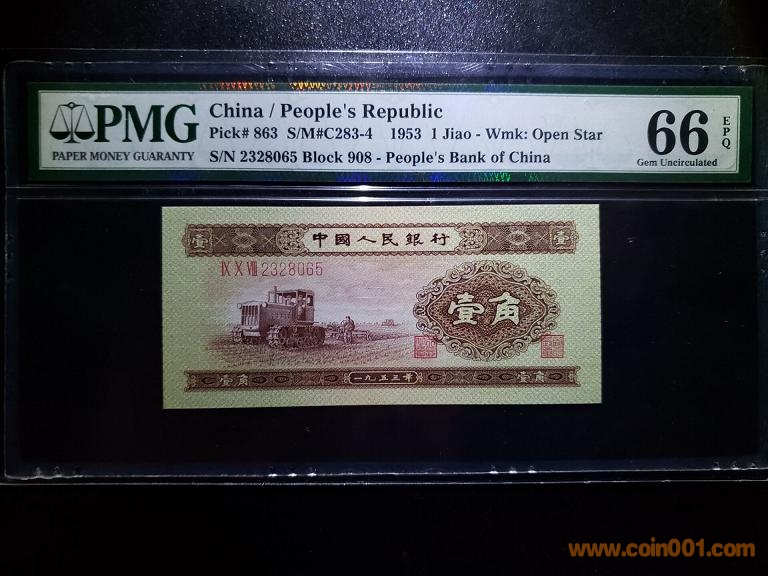 PMG
PAPER MONEY GUARANTY
China / People's Republic
Pick# 863 S/M#C283-4 1953 1 Jiao - Wmk: Open Star
S/N 2328065 Block 908 - People's Bank of China
66
EPQ
Gem Uncirculated
中國人民銀行
壹
壹
ⅨⅩⅧ2328065
壹角
壹角
一九五三年
壹角
www.coin001.com